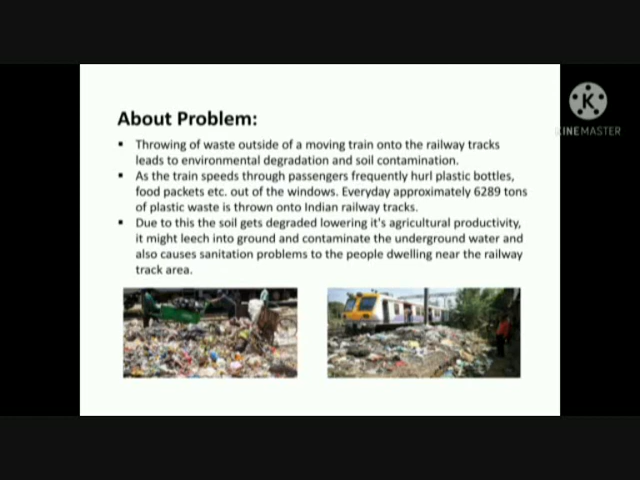 About Problem:
▪ Throwing of waste outside of a moving train onto the railway tracks
leads to environmental degradation and soil contamination.
▪ As the train speeds through passengers frequently hurl plastic bottles,
food packets etc. out of the windows. Everyday approximately 6289 tons
of plastic waste is thrown onto Indian railway tracks.
▪ Due to this the soil gets degraded lowering it's agricultural productivity,
it might leech into ground and contaminate the underground water and
also causes sanitation problems to the people dwelling near the railway
track area.
K
KINEMASTER